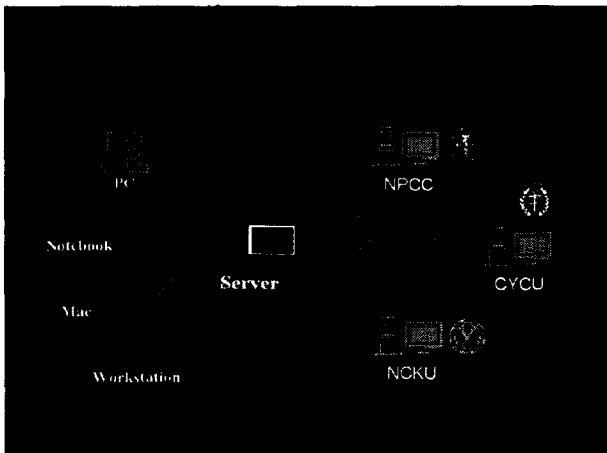 PC
NPCC
Notebook
Server
CYCU
Mac
Workstation
NCKU